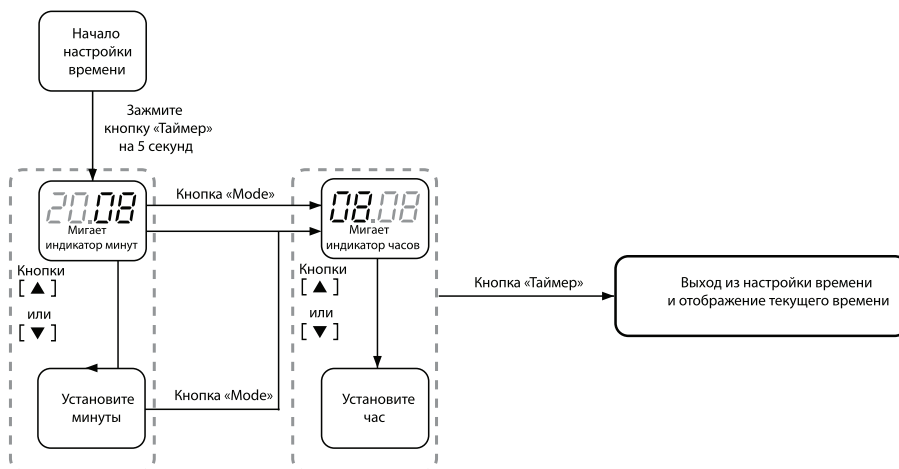 Начало
настройки
времени
Зажмите
кнопку «Таймер»
на 5 секунд
20.08
Мигает
индикатор минут
Кнопка «Mode»
08.08
Мигает
индикатор часов
Кнопки
[▲]
или
[▼]
Кнопки
[▲]
или
[▼]
Кнопка «Таймер»
Выход из настройки времени
и отображение текущего времени
Установите
минуты
Кнопка «Mode»
Установите
час